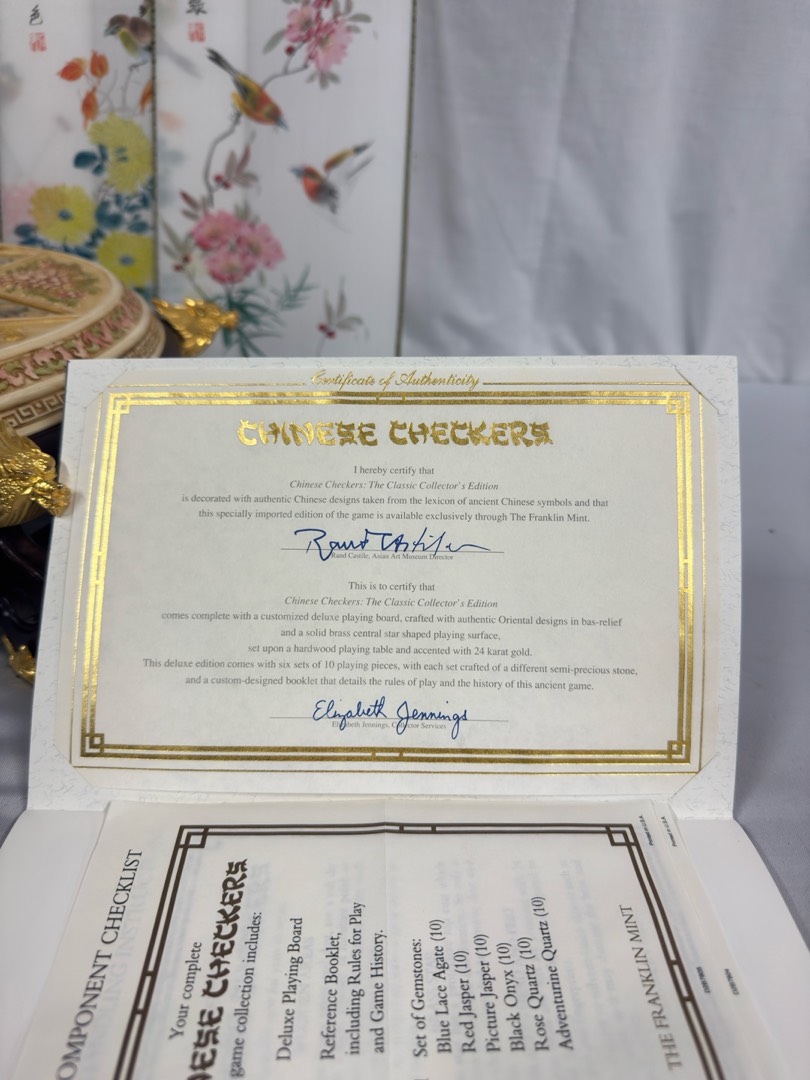 色
Certificate of Authenticity
CHINESE CHECKERS
I hereby certify that
Chinese Checkers: The Classic Collector's Edition
is decorated with authentic Chinese designs taken from the lexicon of ancient Chinese symbols and that
this specially imported edition of the game is available exclusively through The Franklin Mint.
Rand Castile
Rand Castile, Asian Art Museum Director
This is to certify that
Chinese Checkers: The Classic Collector's Edition
comes complete with a customized deluxe playing board, crafted with authentic Oriental designs in bas-relief
and a solid brass central star shaped playing surface,
set upon a hardwood playing table and accented with 24 karat gold.
This deluxe edition comes with six sets of 10 playing pieces, with each set crafted of a different semi-precious stone,
and a custom-designed booklet that details the rules of play and the history of this ancient game.
Elizabeth Jennings
Elizabeth Jennings, Collector Services
OMPONENT CHECKLIST
Your complete
NESE CHECKERS
game collection includes:
Deluxe Playing Board
Reference Booklet,
including Rules for Play
and Game History.
Set of Gemstones:
Blue Lace Agate (10)
Red Jasper (10)
Picture Jasper (10)
Black Onyx (10)
Rose Quartz (10)
Adventurine Quartz (10)
THE FRANKLIN MINT
Printed in U.S.A.
Printed in U.S.A.